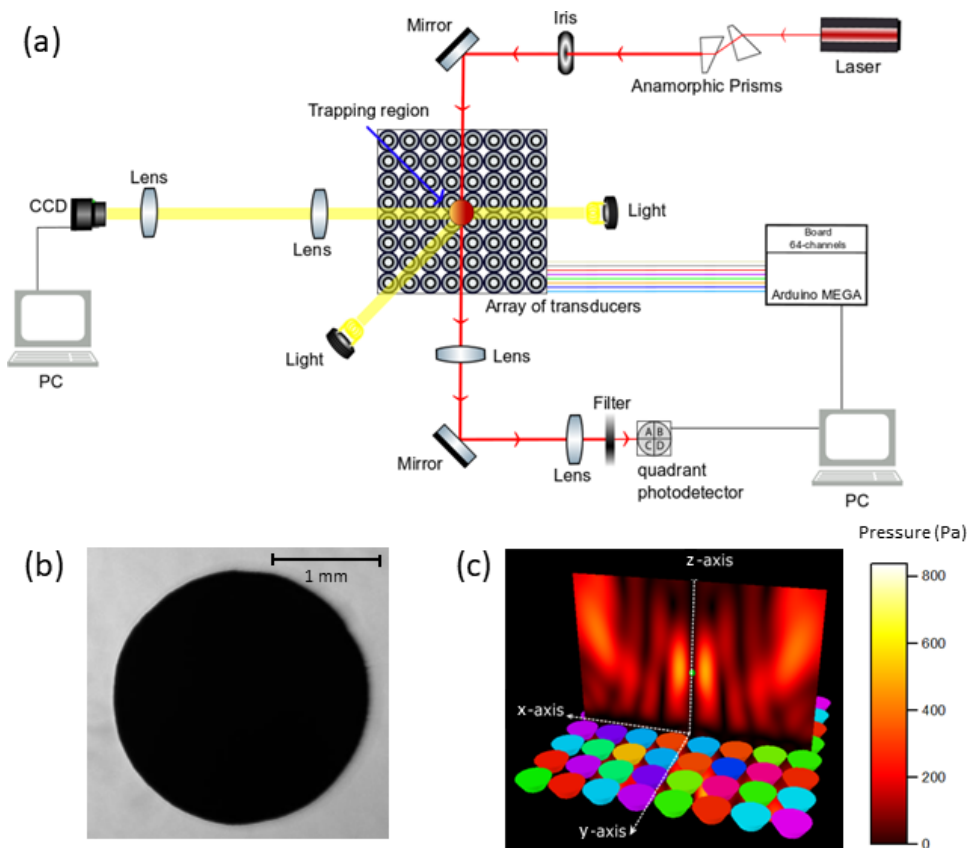 (a)
Mirror
Iris
Anamorphic Prisms
Laser
Trapping region
Lens
CCD
Lens
Light
Board
64-channels
Arduino MEGA
Array of transducers
PC
Light
Lens
Filter
A B
C D
Mirror
Lens
quadrant
photodetector
PC
(b)
1 mm
(c)
Pressure (Pa)
z-axis
x-axis
y-axis
800
600
400
200
0